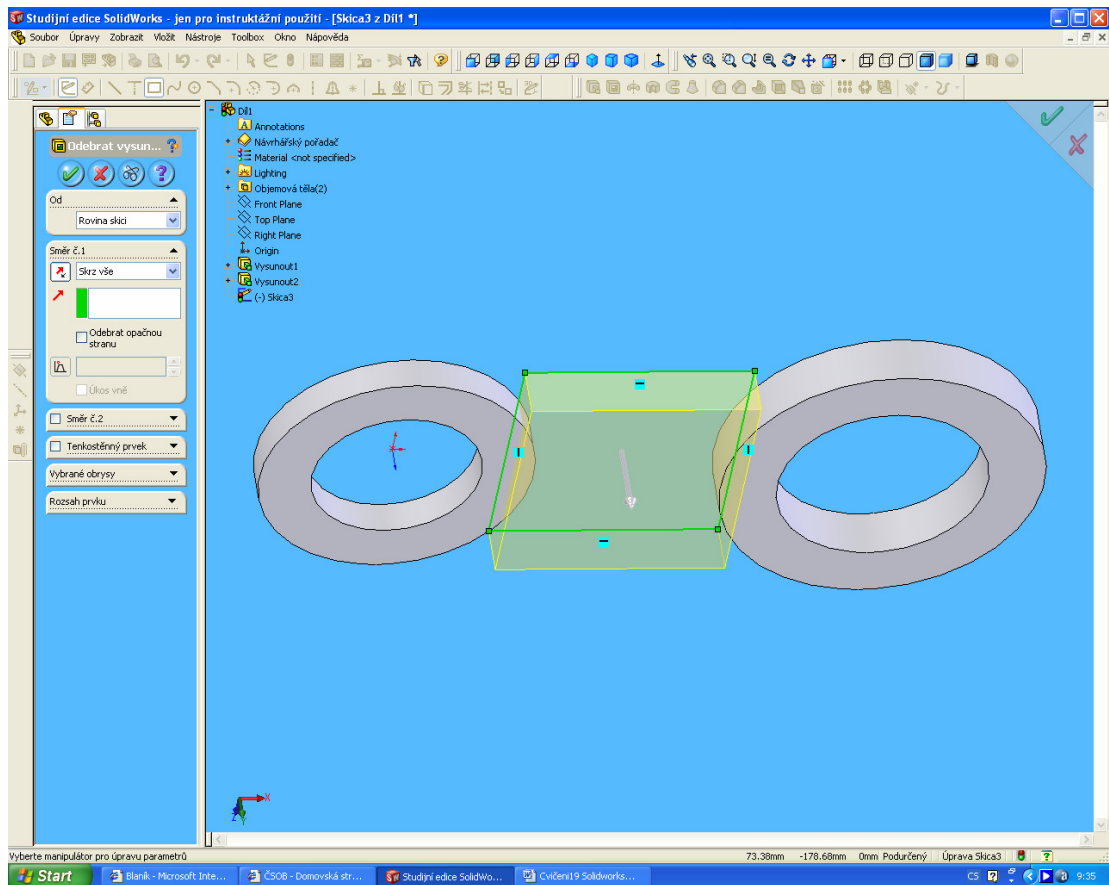 Studijní edice SolidWorks - jen pro instruktážní použití - [Skica3 z Díl1 *]
Soubor Úpravy Zobrazit Vložit Nástroje Toolbox Okno Nápověda
Odebrat vysun...
Od
Rovina skici
Směr č.1
Skrz vše
Odebrat opačnou
stranu
Úkos vně
Směr č.2
Tenkostěnný prvek
Vybrané obrysy
Rozsah prvku
Díl1
Annotations
Návrhářský pořadač
Material <not specified>
Lighting
Objemová těla(2)
Front Plane
Top Plane
Right Plane
Origin
Vysunout1
Vysunout2
(-) Skica3
X
Z
Vyberte manipulátor pro úpravu parametrů
73.38mm -178.68mm 0mm Podurčený Úprava Skica3
Start
Blaník - Microsoft Inte...
ČSOB - Domovská str...
Studijní edice SolidWo...
Cvičení19 Solidworks...
CS
9:35